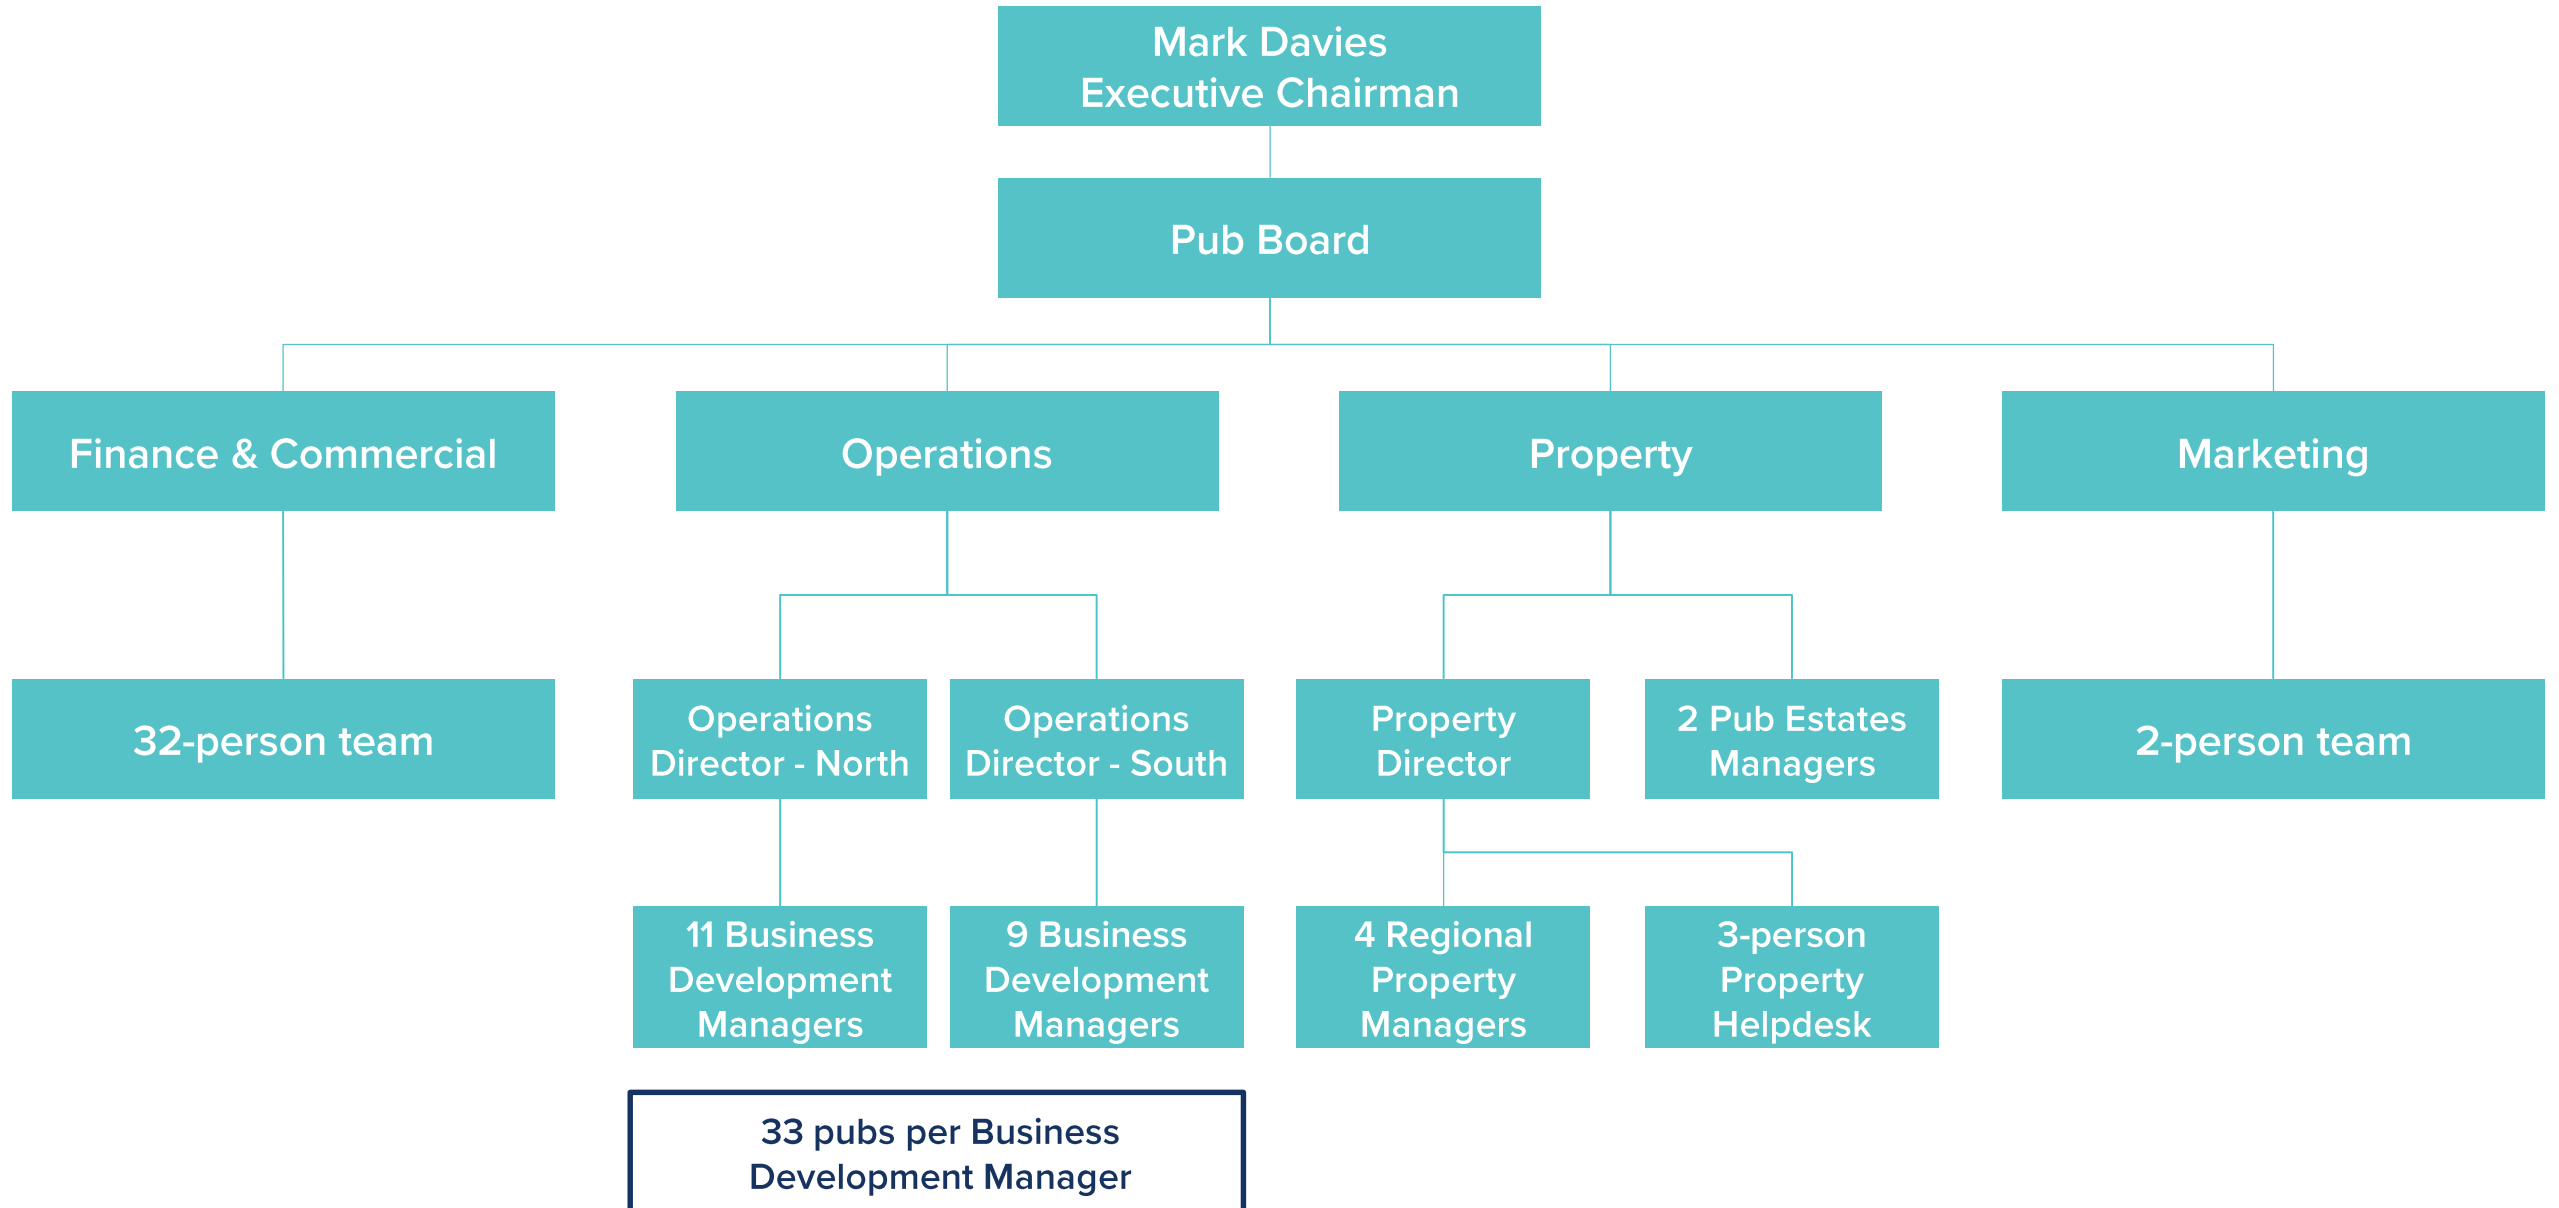 Mark Davies
Executive Chairman
Pub Board
Finance & Commercial
Operations
Property
Marketing
32-person team
Operations
Director - North
Operations
Director - South
Property
Director
2 Pub Estates
Managers
2-person team
11 Business
Development
Managers
9 Business
Development
Managers
4 Regional
Property
Managers
3-person
Property
Helpdesk
33 pubs per Business
Development Manager